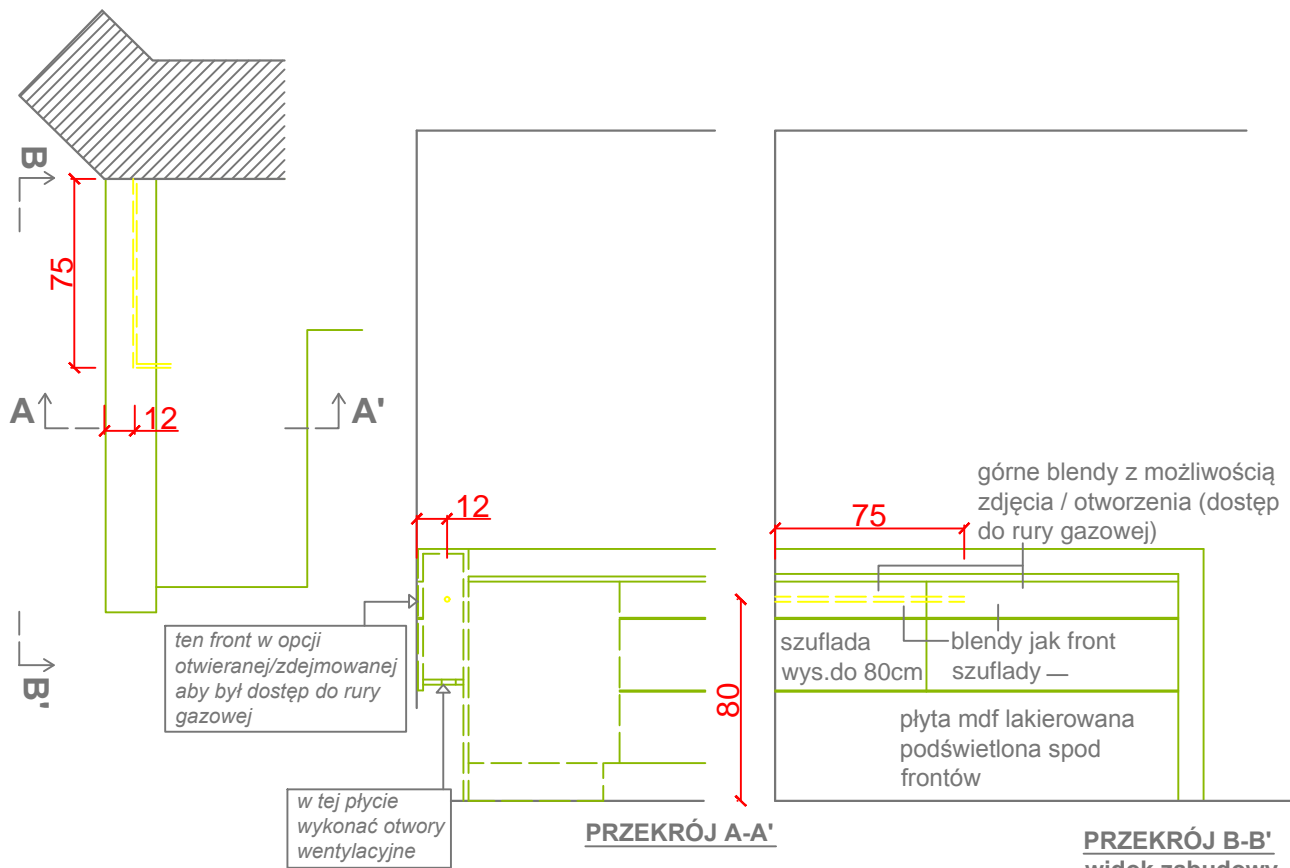 B
75
A
A'
12
B'
12
75
80
górne blendy z możliwością
zdjęcia / otworzenia (dostęp
do rury gazowej)
ten front w opcji
otwieranej/zdejmowanej
aby był dostęp do rury
gazowej
szuflada
wys.do 80cm
blendy jak front
szuflady
płyta mdf lakierowana
podświetlona spod
frontów
w tej płycie
wykonać otwory
wentylacyjne
PRZEKRÓJ A-A'
PRZEKRÓJ B-B'
widok zabudowy